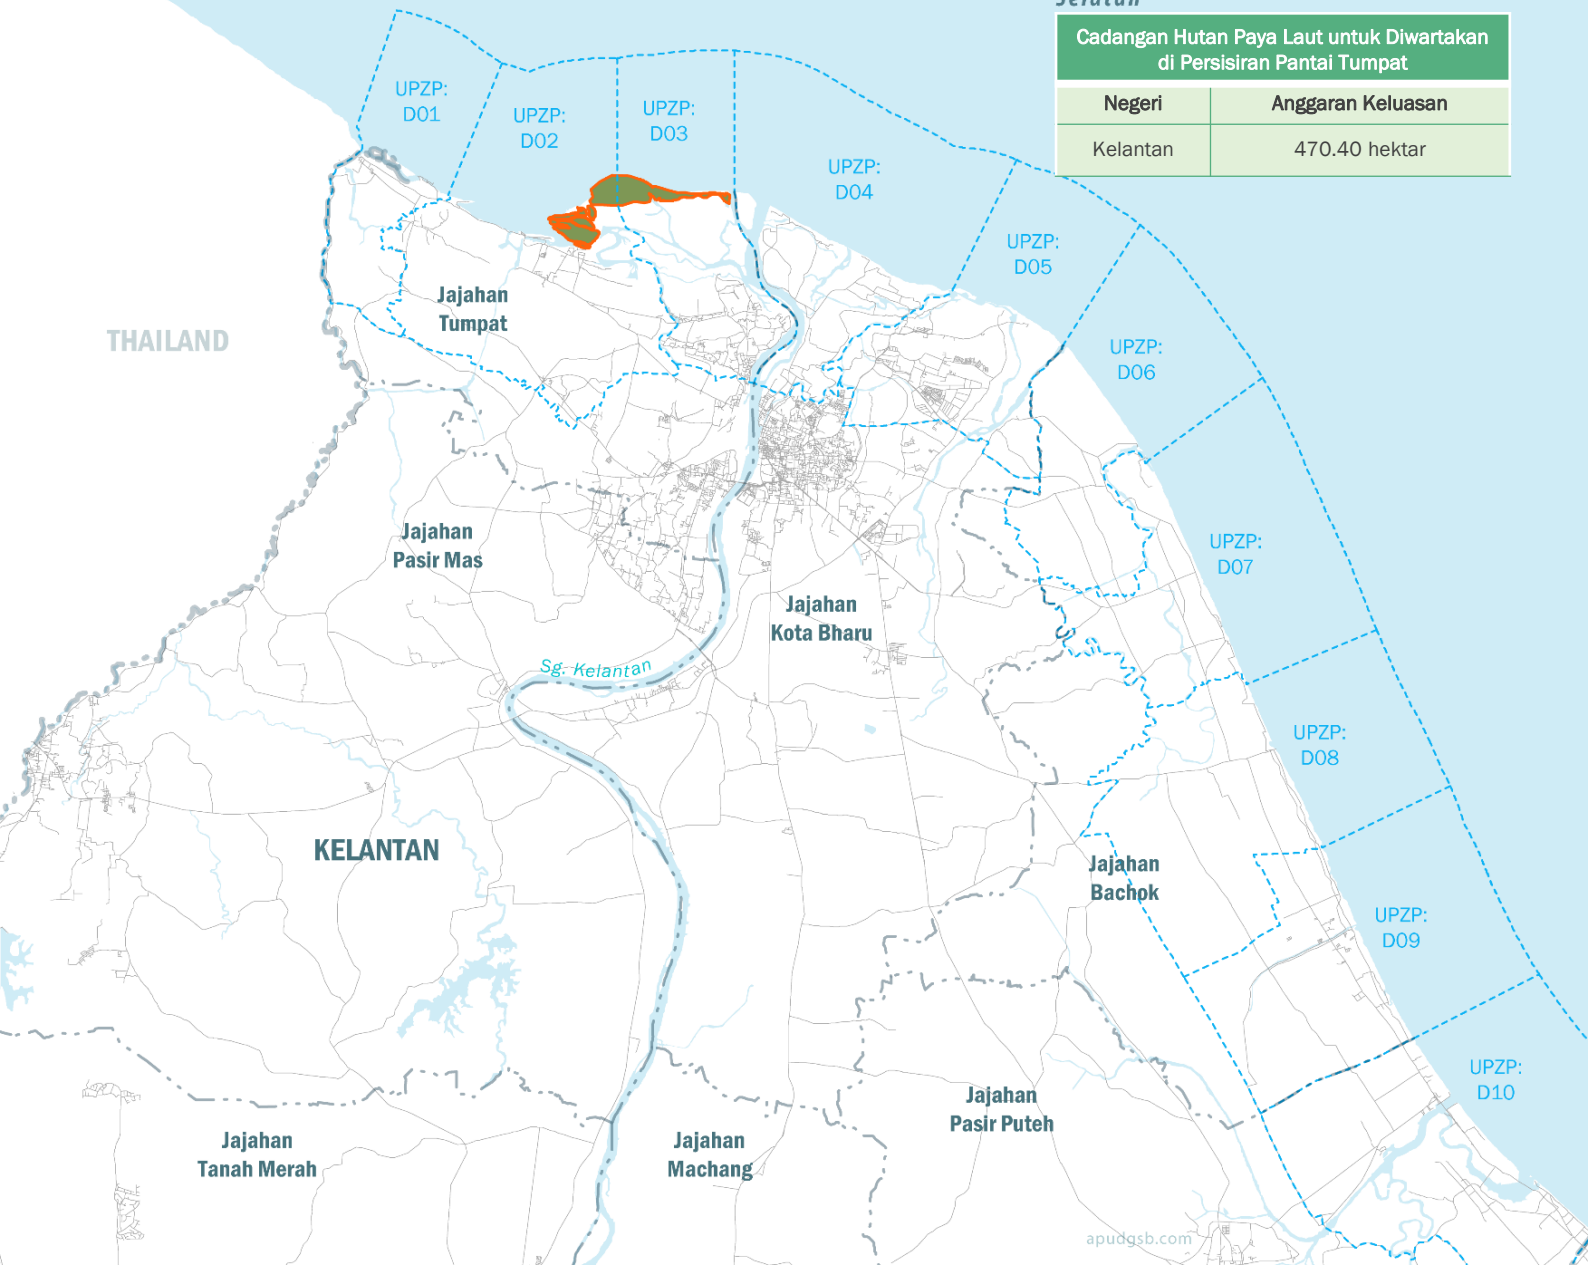 Selatan
Cadangan Hutan Paya Laut untuk Diwartakan
di Persisiran Pantai Tumpat
Negeri
Anggaran Keluasan
Kelantan
470.40 hektar
UPZP:
D01
UPZP:
D02
UPZP:
D03
UPZP:
D04
UPZP:
D05
UPZP:
D06
UPZP:
D07
UPZP:
D08
UPZP:
D09
UPZP:
D10
THAILAND
Jajahan
Tumpat
Jajahan
Pasir Mas
Jajahan
Kota Bharu
Sg. Kelantan
KELANTAN
Jajahan
Bachok
Jajahan
Pasir Puteh
Jajahan
Tanah Merah
Jajahan
Machang
apudgsb.com